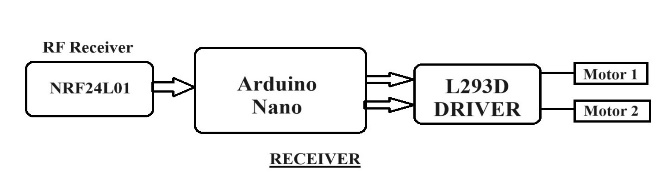 RF Receiver
NRF24L01
Arduino
Nano
L293D
DRIVER
Motor 1
Motor 2
RECEIVER